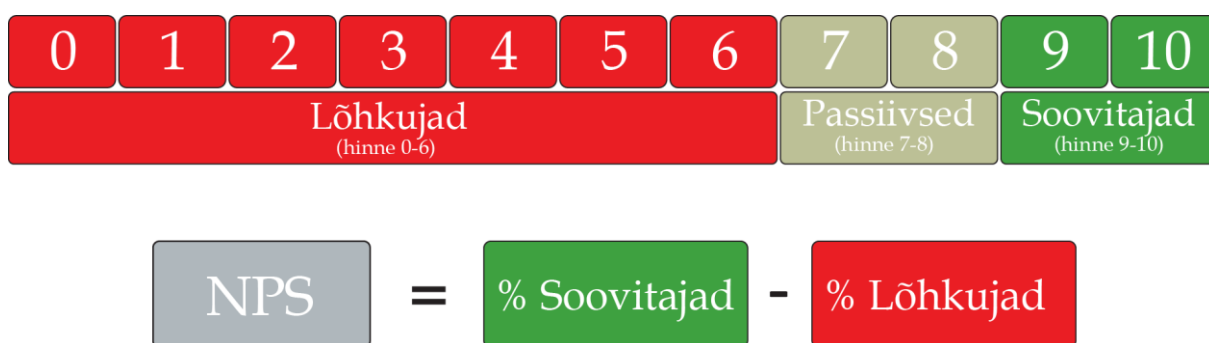 0 1 2 3 4 5 6 7 8 9 10
Lõhkujad Passiivsed Soovitajad
(hinne 0-6) (hinne 7-8) (hinne 9-10)
NPS = % Soovitajad - % Lõhkujad